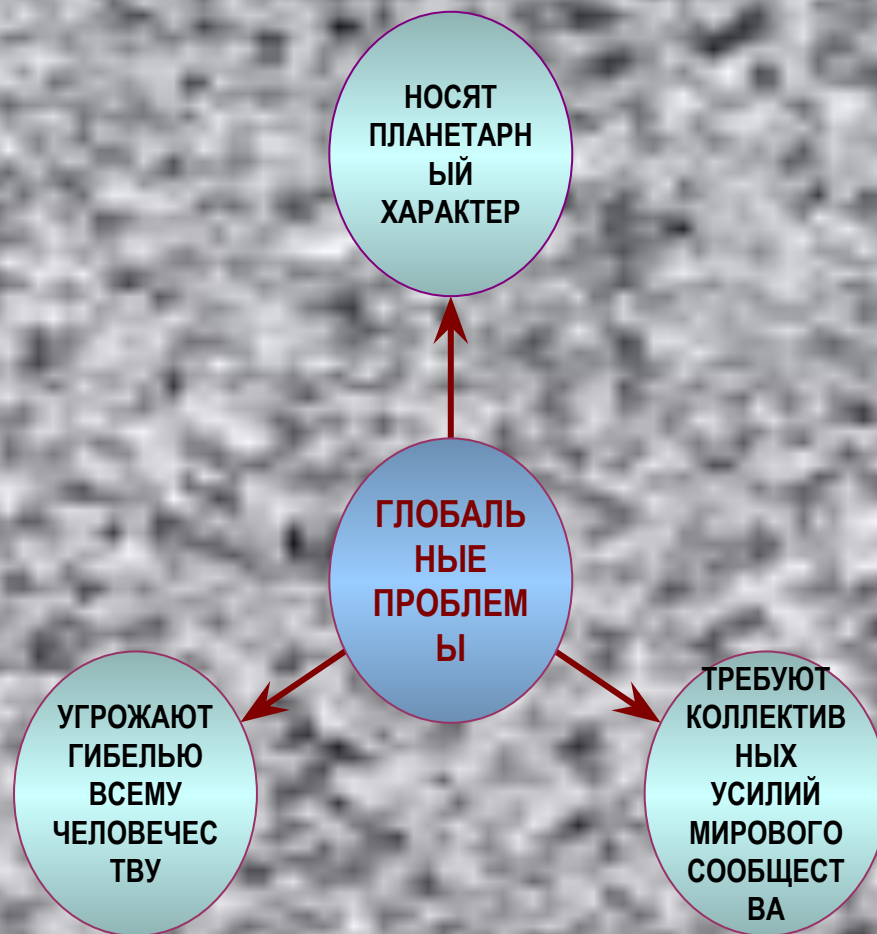 НОСЯТ
ПЛАНЕТАРН
ЫЙ
ХАРАКТЕР
ГЛОБАЛЬ
НЫЕ
ПРОБЛЕМ
Ы
УГРОЖАЮТ
ГИБЕЛЬЮ
ВСЕМУ
ЧЕЛОВЕЧЕС
ТВУ
ТРЕБУЮТ
КОЛЛЕКТИВ
НЫХ
УСИЛИЙ
МИРОВОГО
СООБЩЕСТ
ВА